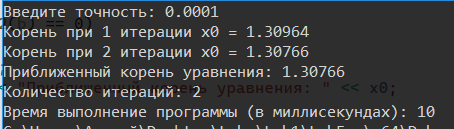 Введите точность: 0.0001
Корень при 1 итерации x0 = 1.30964
Корень при 2 итерации x0 = 1.30766
Приближенный корень уравнения: 1.30766
Количество итераций: 2
Время выполнение программы (в миллисекундах): 10